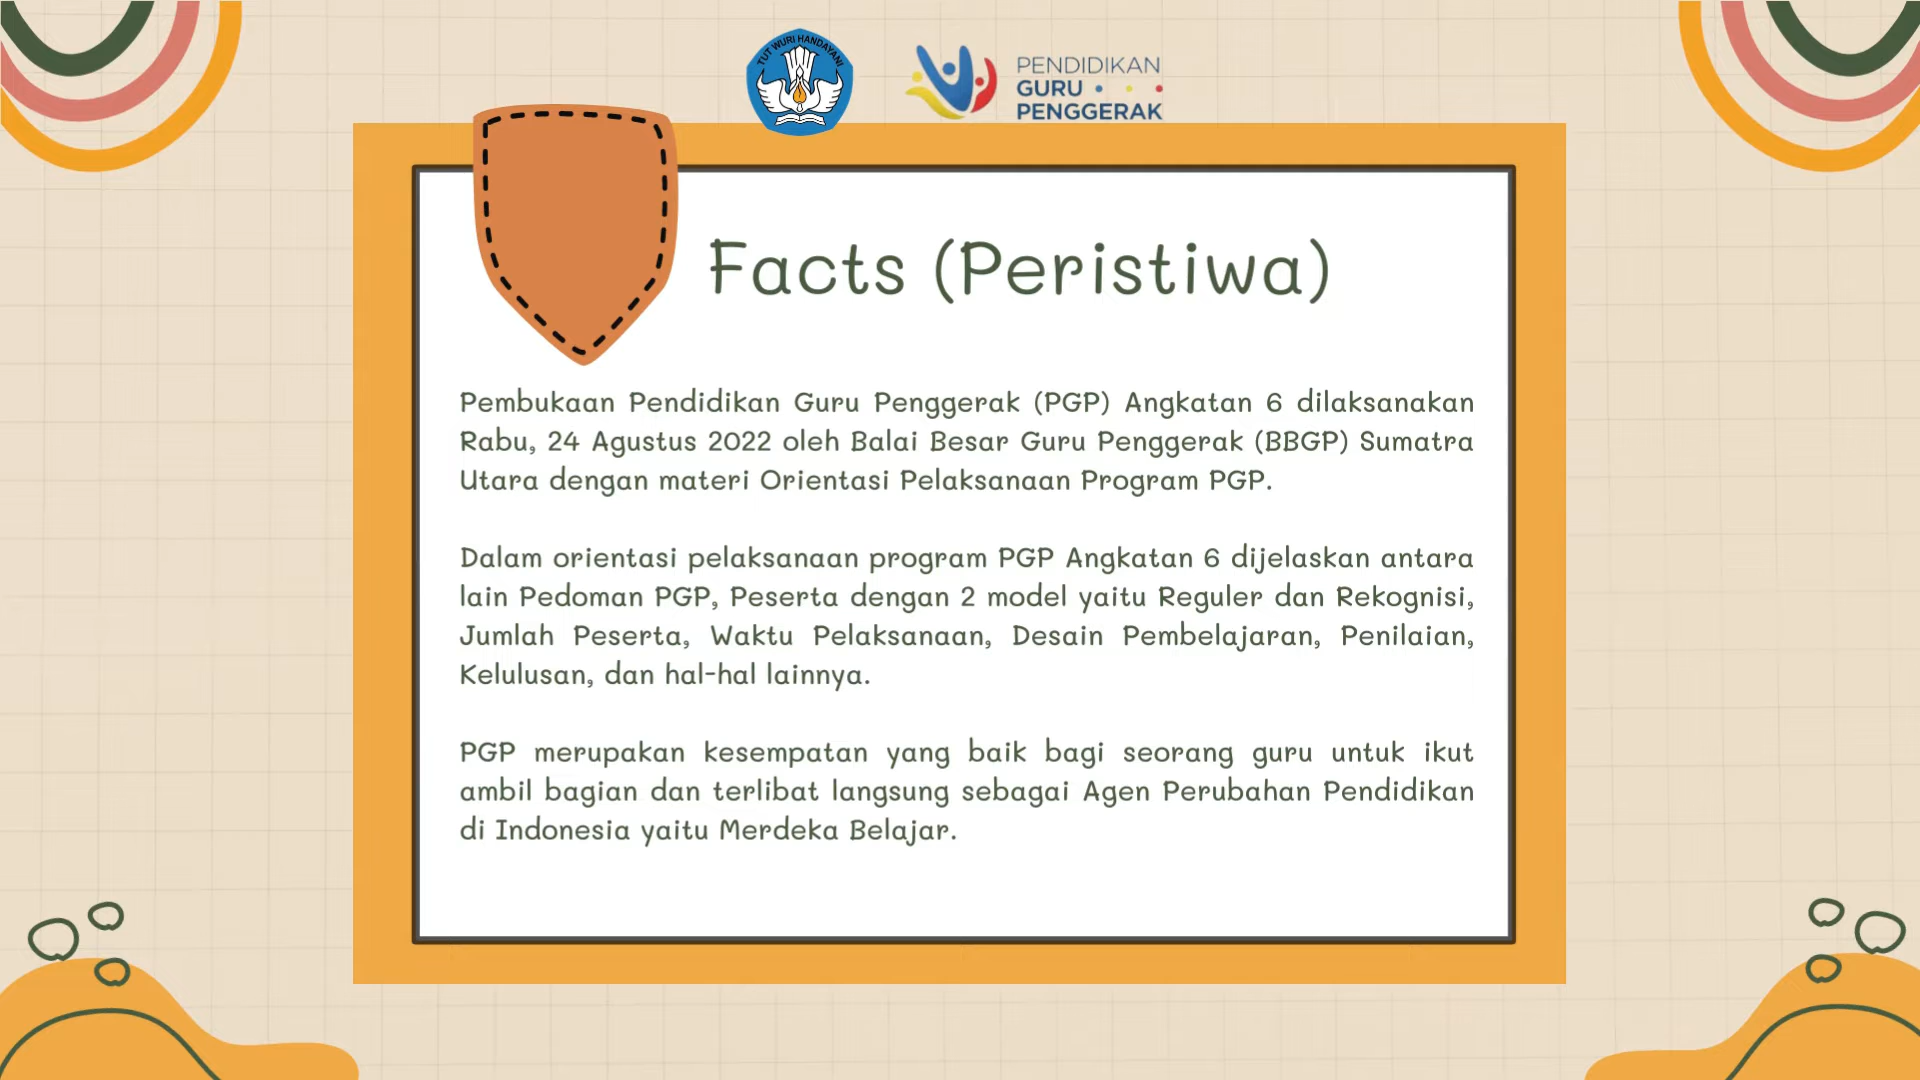 TUT WURI HANDAYANI
PENDIDIKAN
GURU
PENGGERAK
Facts (Peristiwa)
Pembukaan Pendidikan Guru Penggerak (PGP) Angkatan 6 dilaksanakan
Rabu, 24 Agustus 2022 oleh Balai Besar Guru Penggerak (BBGP) Sumatra
Utara dengan materi Orientasi Pelaksanaan Program PGP.
Dalam orientasi pelaksanaan program PGP Angkatan 6 dijelaskan antara
lain Pedoman PGP, Peserta dengan 2 model yaitu Reguler dan Rekognisi,
Jumlah Peserta, Waktu Pelaksanaan, Desain Pembelajaran, Penilaian,
Kelulusan, dan hal-hal lainnya.
PGP merupakan kesempatan yang baik bagi seorang guru untuk ikut
ambil bagian dan terlibat langsung sebagai Agen Perubahan Pendidikan
di Indonesia yaitu Merdeka Belajar.